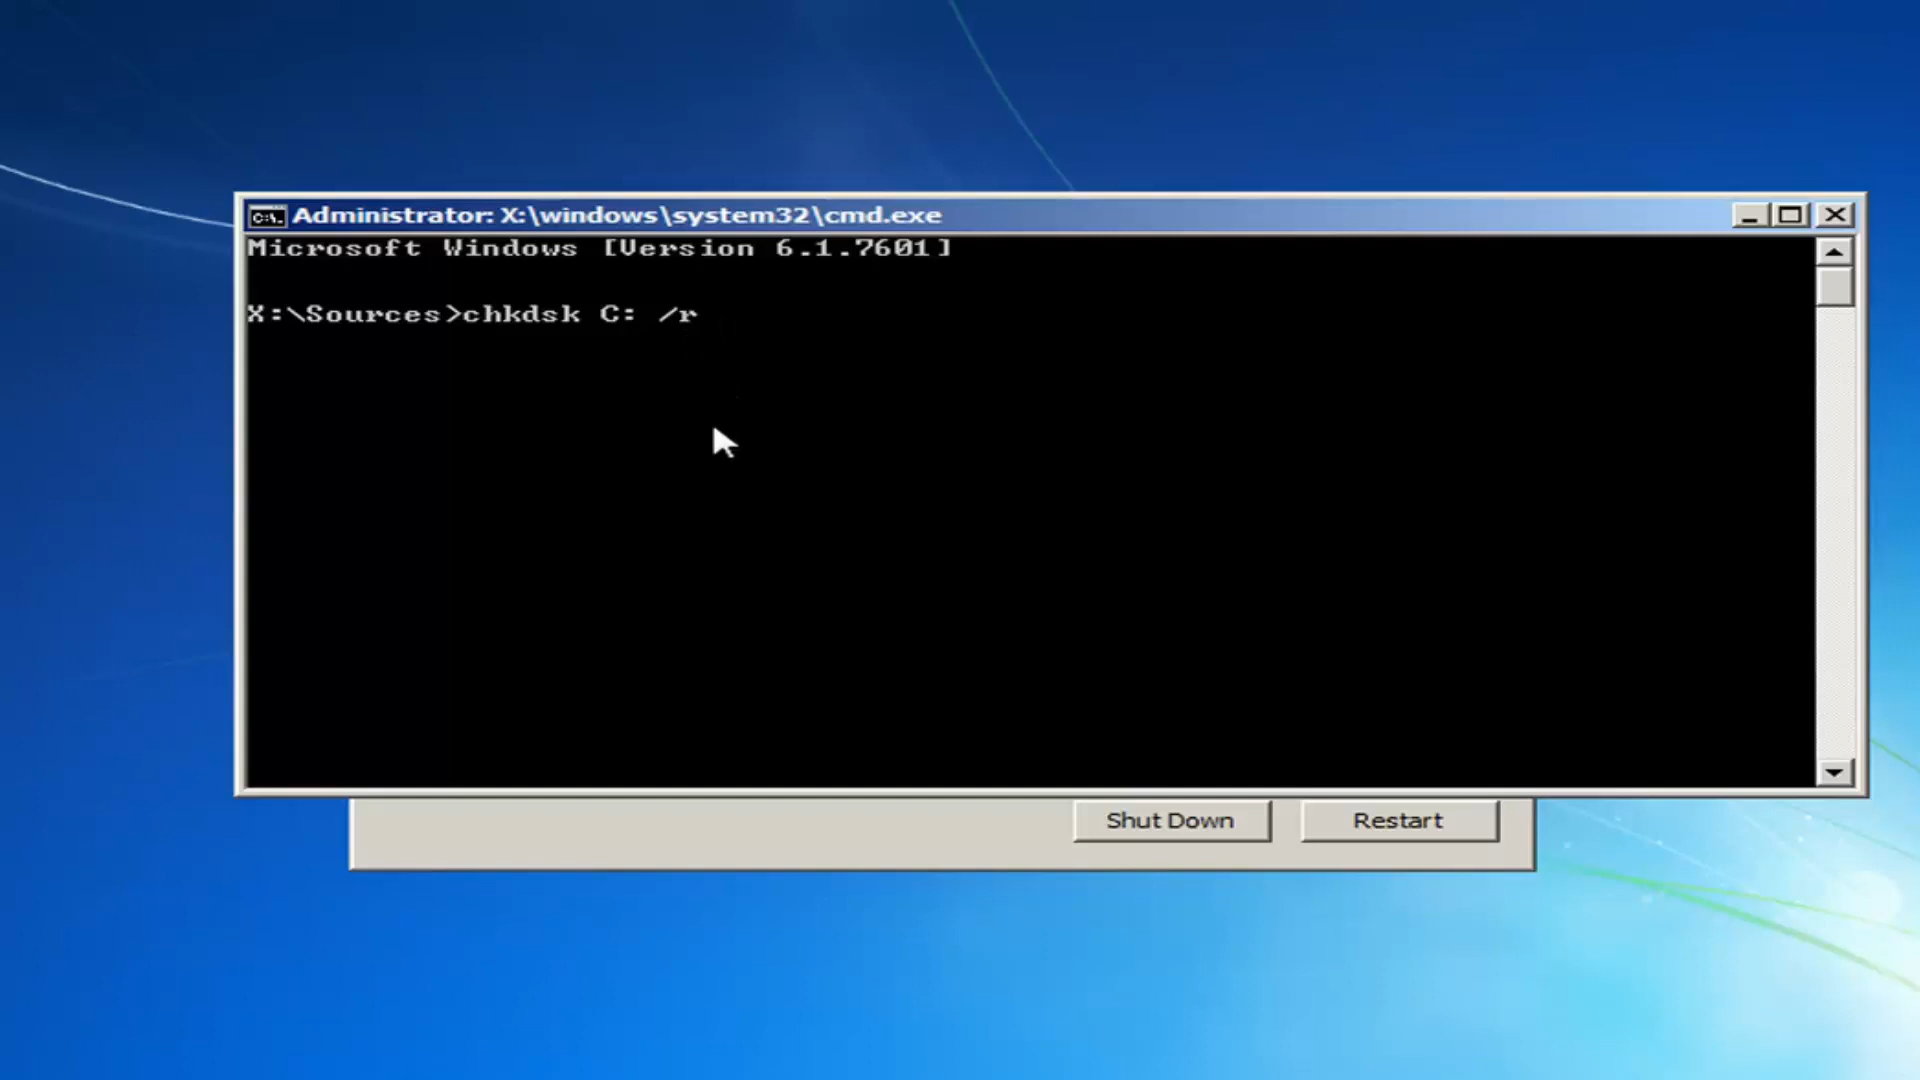 Administrator: X:\windows\system32\cmd.exe
Microsoft Windows [Version 6.1.7601]
X:\Sources>chkdsk C: /r
Shut Down
Restart